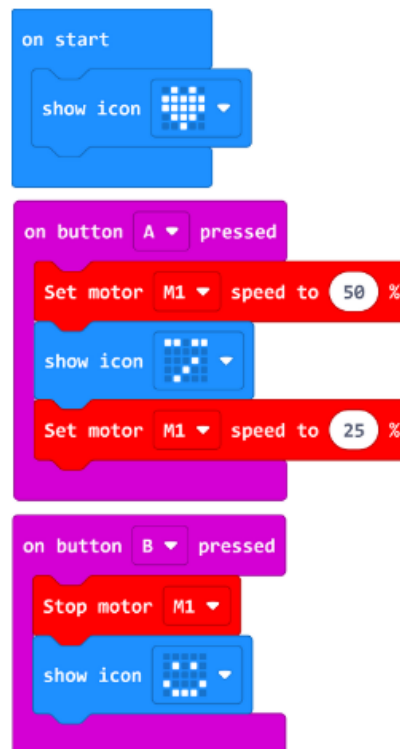 on start
show icon
on button A pressed
Set motor M1 speed to 50 %
show icon
Set motor M1 speed to 25 %
on button B pressed
Stop motor M1
show icon